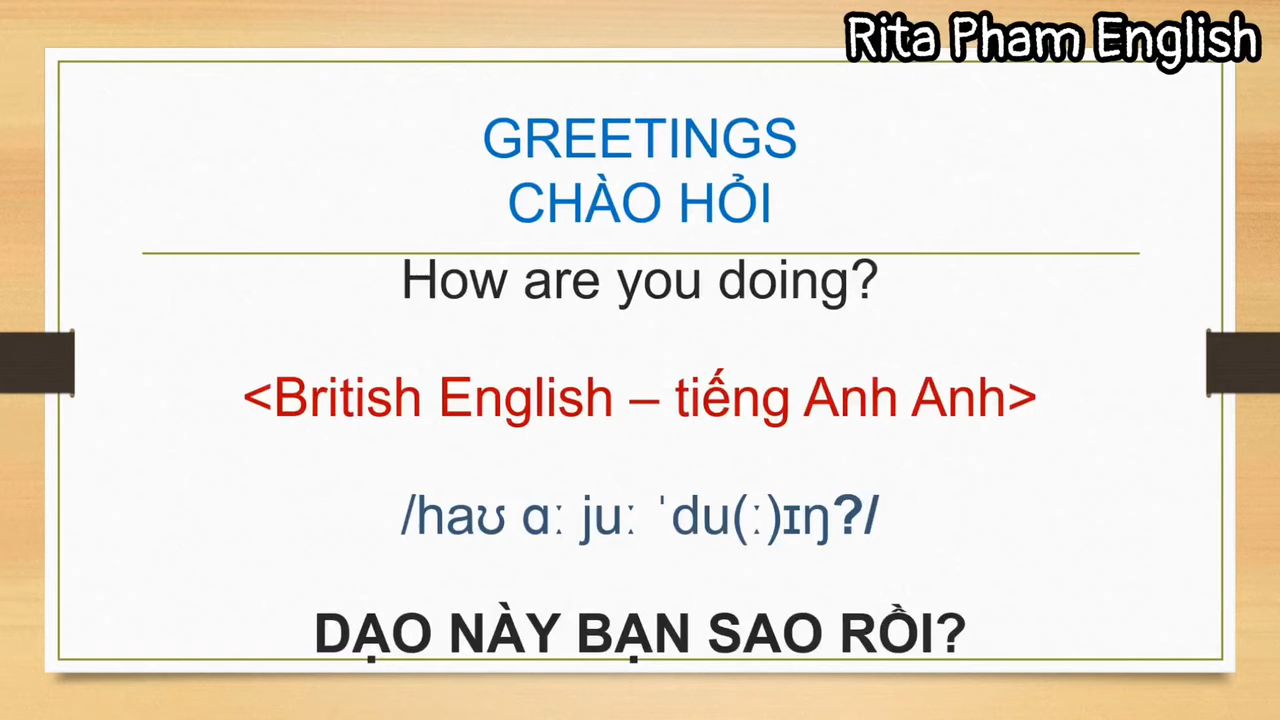 Rita Pham English
GREETINGS
CHÀO HỎI
How are you doing?
<British English – tiếng Anh Anh>
/haʊ ɑː juː ˈdu(ː)ɪŋ?/
DẠO NÀY BẠN SAO RỒI?